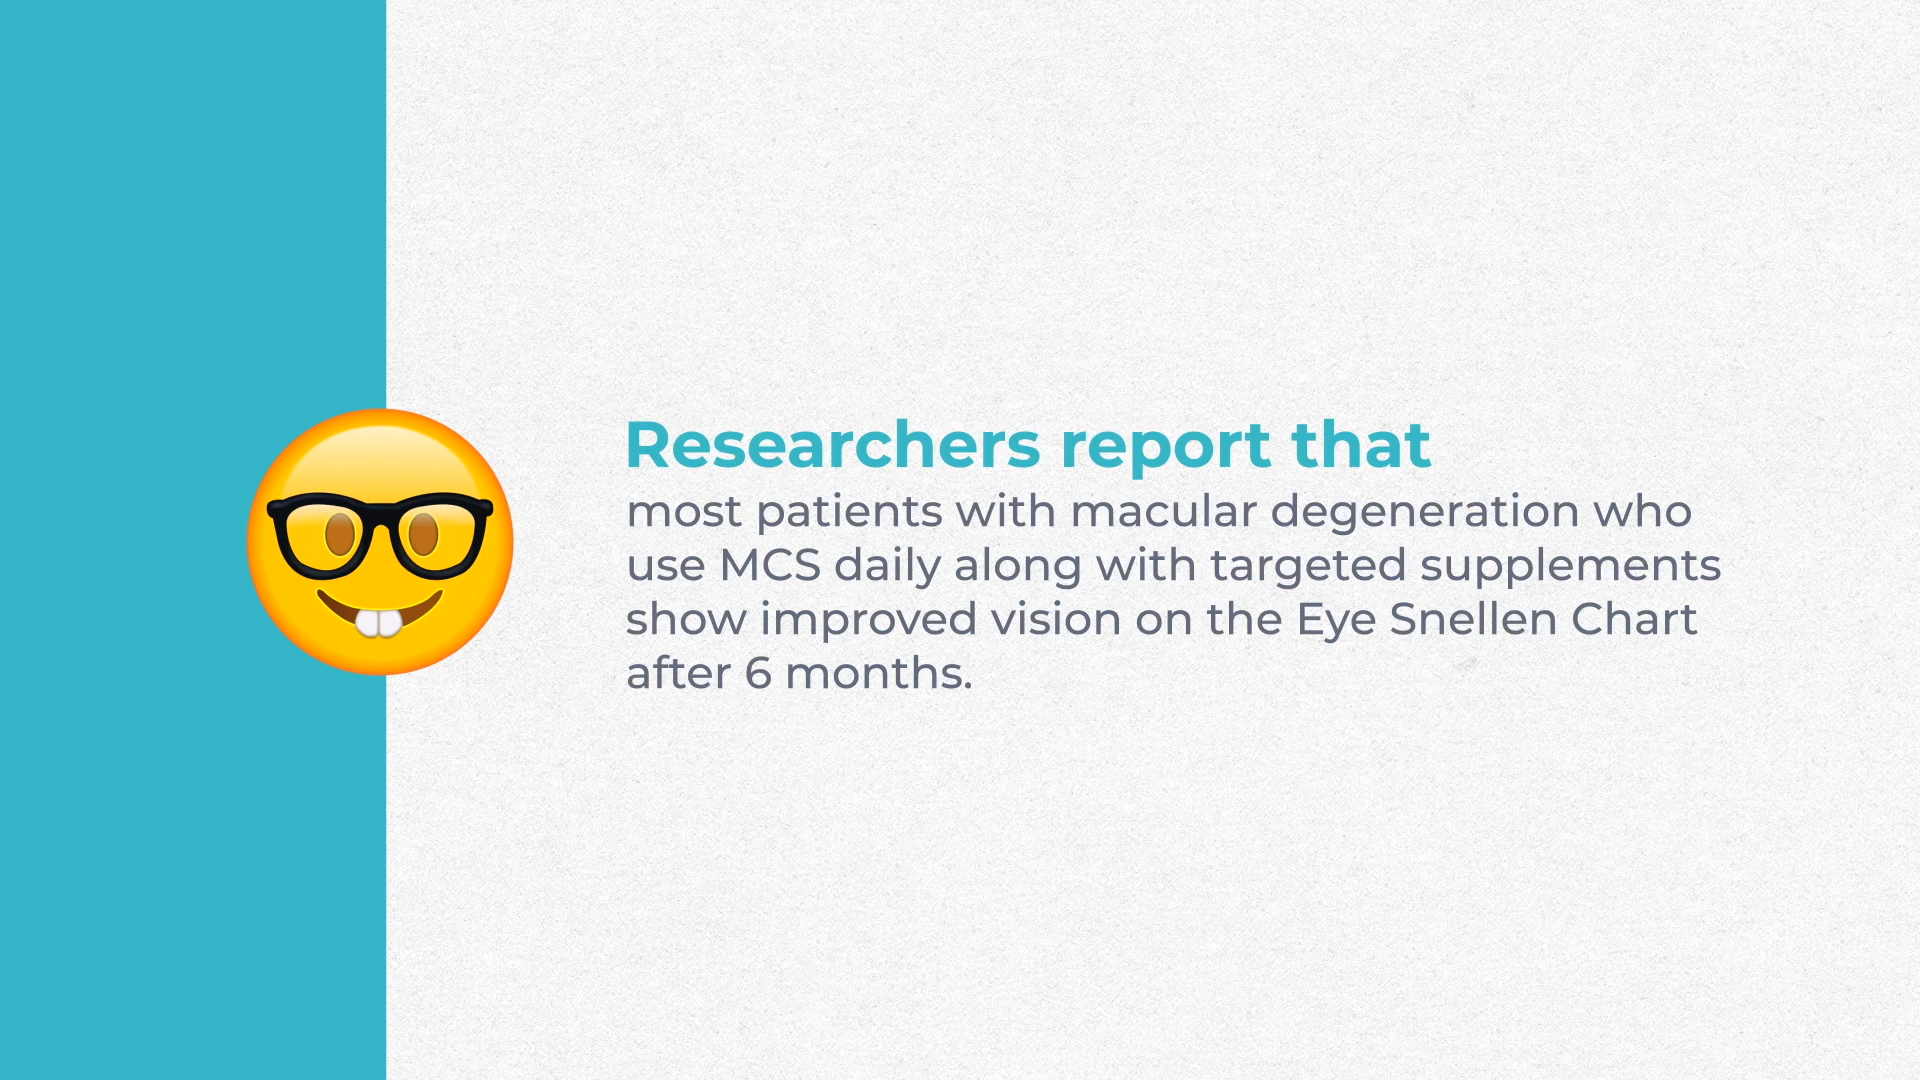 Researchers report that
most patients with macular degeneration who
use MCS daily along with targeted supplements
show improved vision on the Eye Snellen Chart
after 6 months.